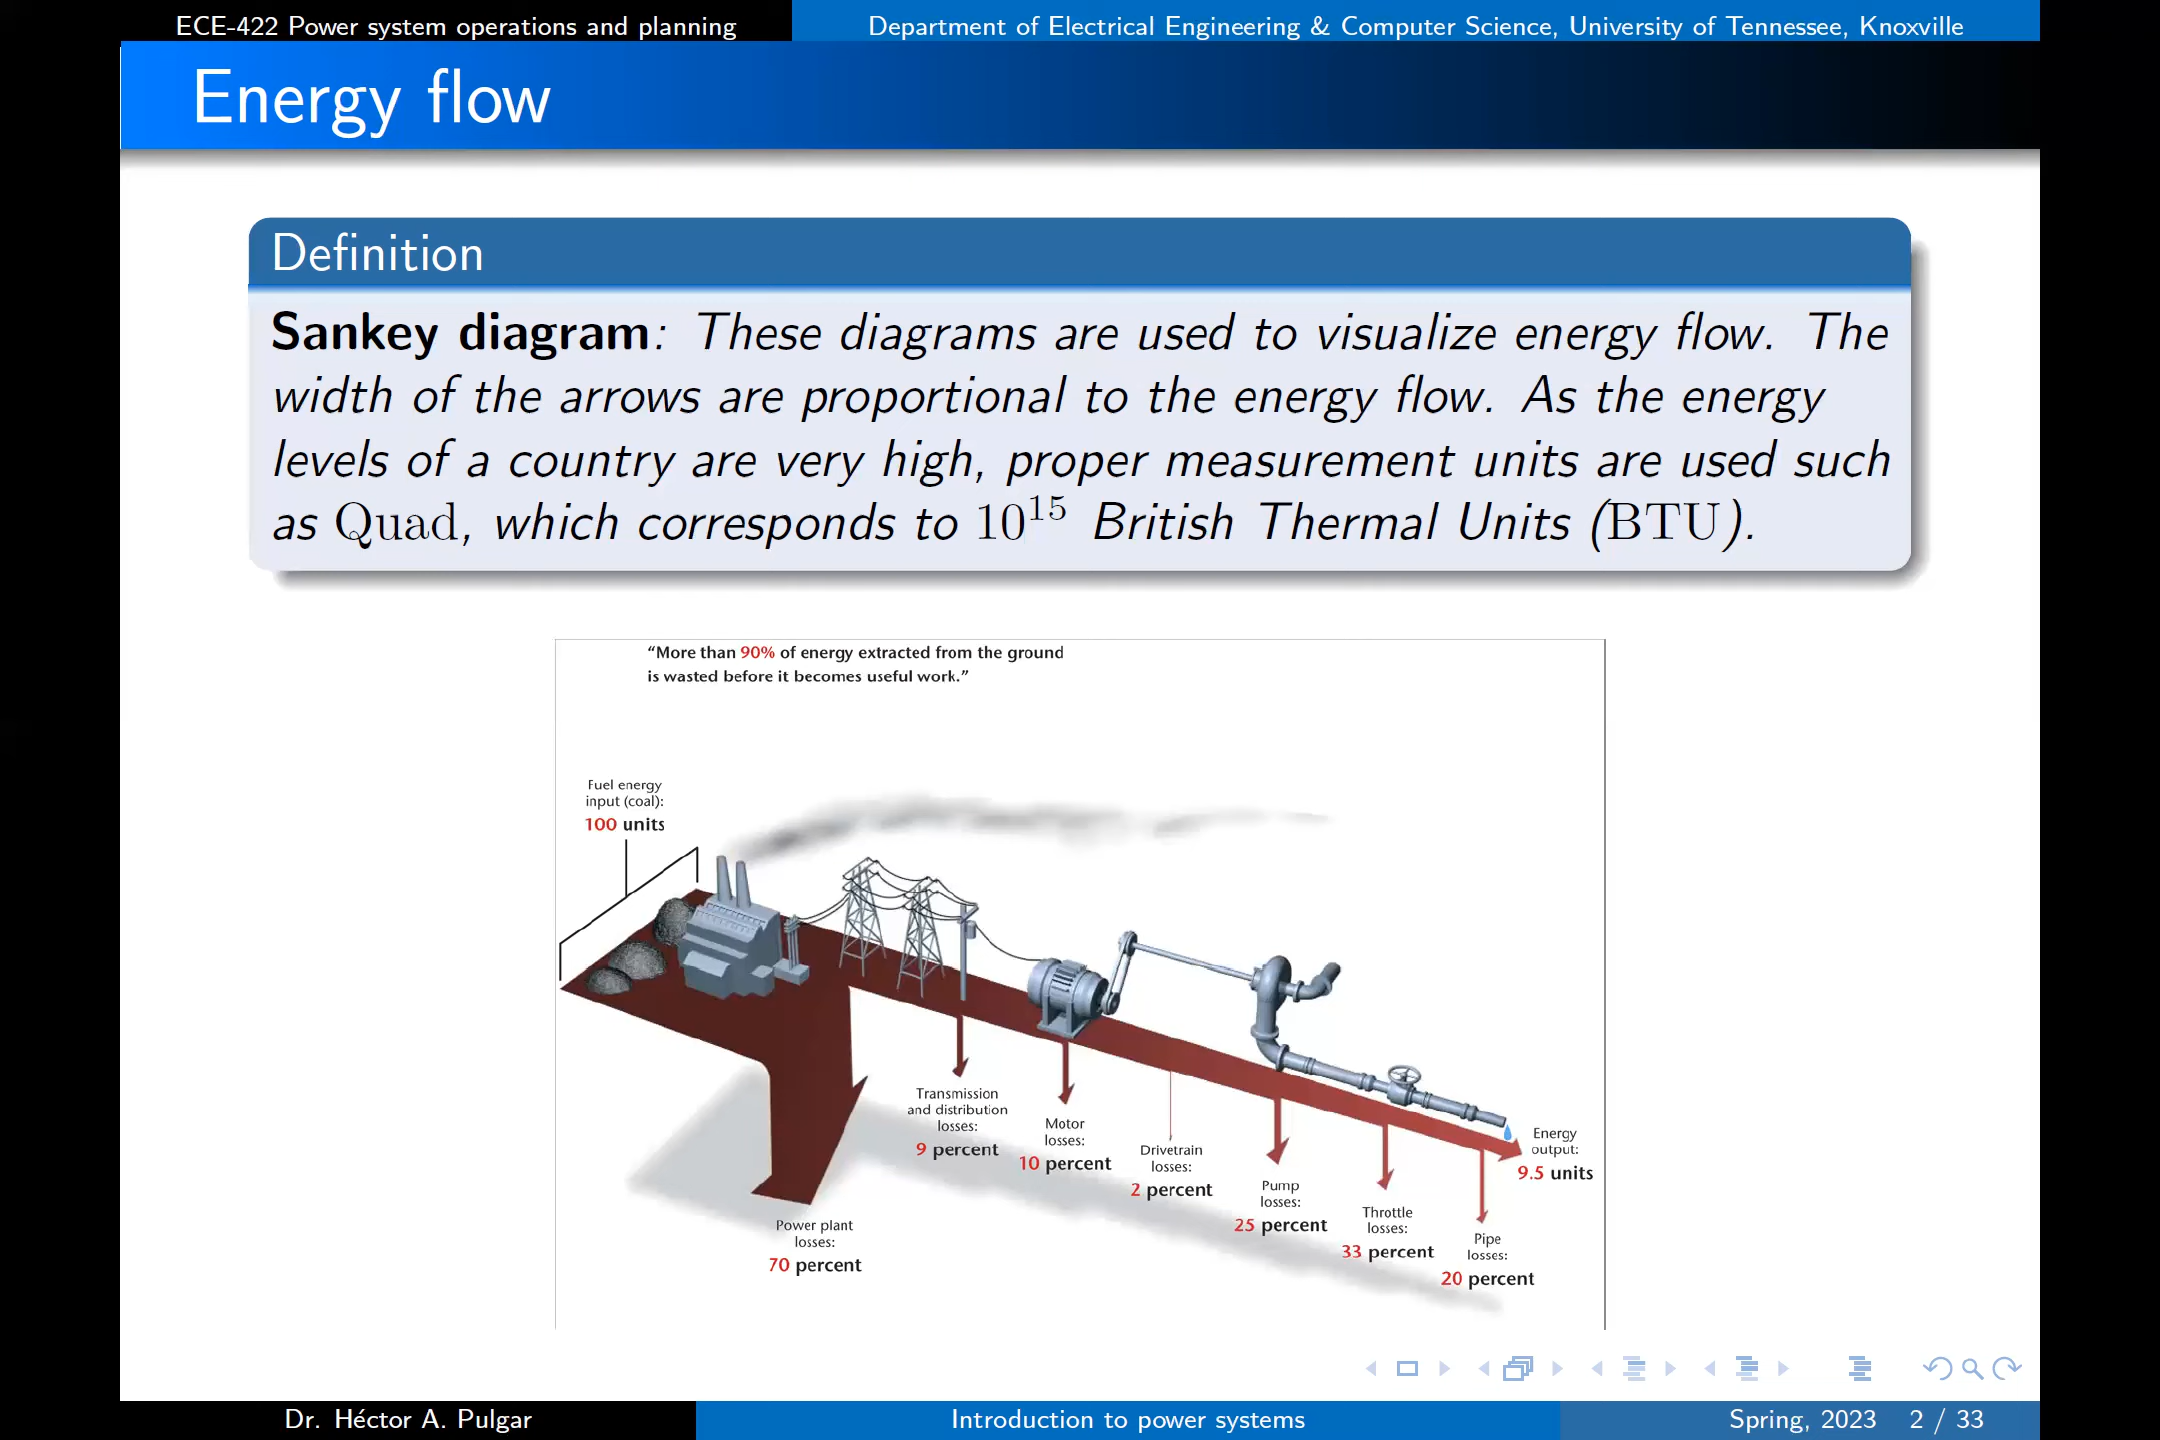 ECE-422 Power system operations and planning
Department of Electrical Engineering & Computer Science, University of Tennessee, Knoxville
Energy flow
Definition
Sankey diagram: These diagrams are used to visualize energy flow. The
width of the arrows are proportional to the energy flow. As the energy
levels of a country are very high, proper measurement units are used such
as Quad, which corresponds to 10^15 British Thermal Units (BTU).
“More than 90% of energy extracted from the ground
is wasted before it becomes useful work.”
Fuel energy
input (coal):
100 units
Transmission
and distribution
losses:
9 percent
Motor
losses:
10 percent
Drivetrain
losses:
2 percent
Pump
losses:
25 percent
Throttle
losses:
33 percent
Pipe
losses:
20 percent
Energy
output:
9.5 units
Power plant
losses:
70 percent
Dr. Héctor A. Pulgar
Introduction to power systems
Spring, 2023 2 / 33